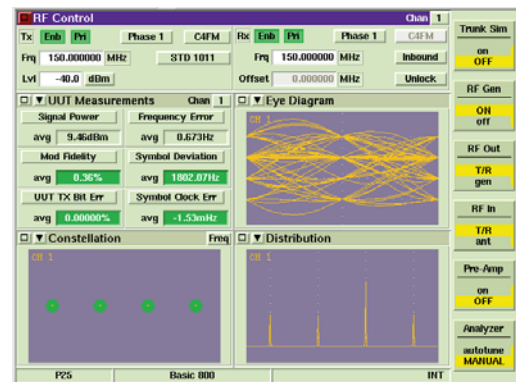 RF Control Chan 1
Tx Enb Pri Phase 1 C4FM Rx Enb Pri Phase 1 C4FM
Frq 150.000000 MHz STD 1011 Frq 150.000000 MHz Inbound
Lvl -40.0 dBm Offset 0.000000 MHz Unlock
UUT Measurements Chan 1
Signal Power Frequency Error
avg 9.46dBm avg 0.673Hz
Mod Fidelity Symbol Deviation
avg 0.36% avg 1802.07Hz
UUT TX Bit Err Symbol Clock Err
avg 0.00000% avg -1.53mHz
Eye Diagram
CH 1
Constellation Freq
CH 1
Distribution
CH 1
P25 Basic 800 INT
Trunk Sim
on
OFF
RF Gen
ON
off
RF Out
T/R
gen
RF In
T/R
ant
Pre-Amp
on
OFF
Analyzer
autotune
MANUAL